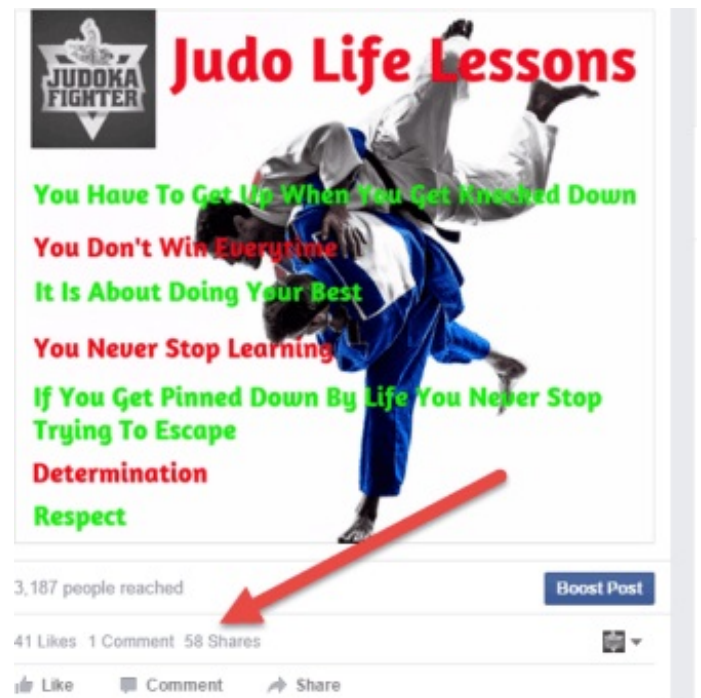 JUDOKA
FIGHTER
Judo Life Lessons
You Have To Get Up When You Get Knocked Down
You Don't Win Everytime
It Is About Doing Your Best
You Never Stop Learning
If You Get Pinned Down By Life You Never Stop
Trying To Escape
Determination
Respect
3,187 people reached
Boost Post
41 Likes 1 Comment 58 Shares
Like Comment Share